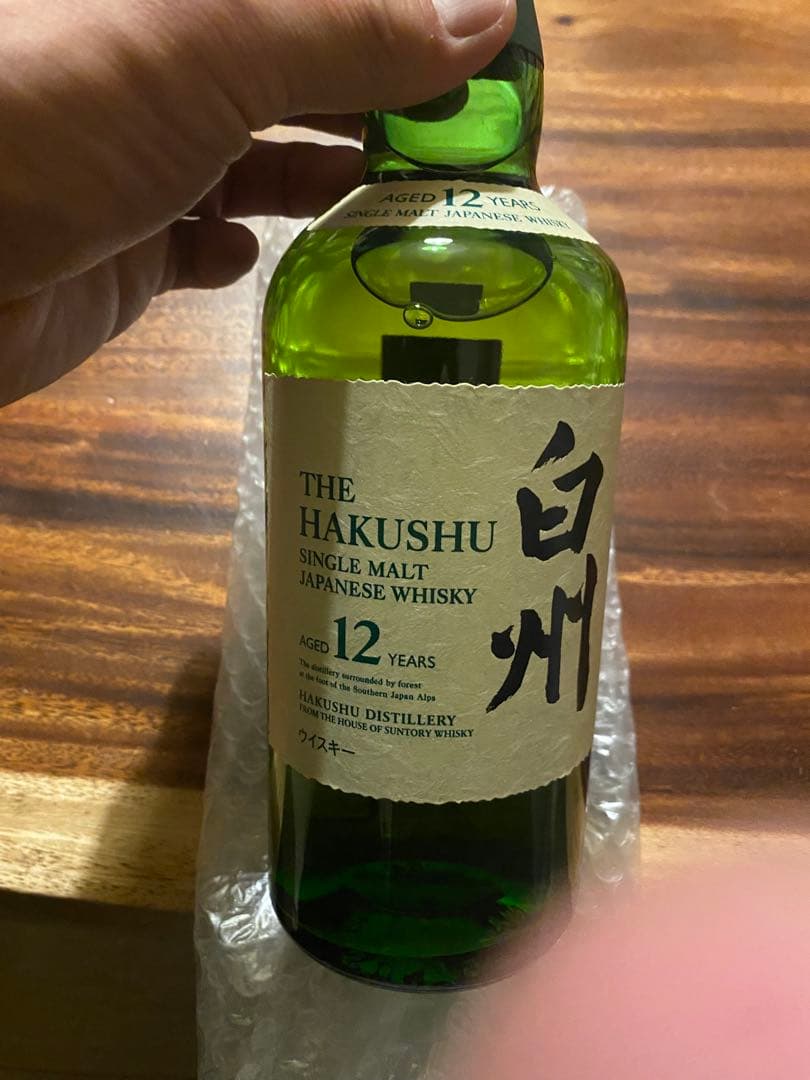 AGED 12 YEARS
SINGLE MALT JAPANESE WHISKY
THE
HAKUSHU
SINGLE MALT
JAPANESE WHISKY
AGED 12 YEARS
The distillery surrounded by forest
at the foot of the Southern Japan Alps
HAKUSHU DISTILLERY
FROM THE HOUSE OF SUNTORY WHISKY
ウイスキー
白州